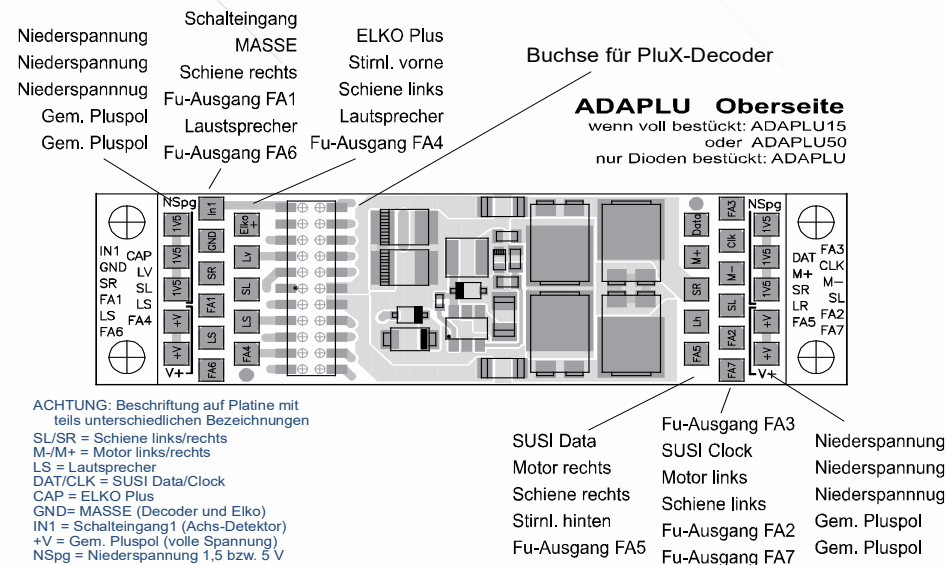 Niederspannung
Niederspannung
Niederspannnug
Gem. Pluspol
Gem. Pluspol
Schalteingang
MASSE
Schiene rechts
Fu-Ausgang FA1
Laustsprecher
Fu-Ausgang FA6
ELKO Plus
Stirnl. vorne
Schiene links
Lautsprecher
Fu-Ausgang FA4
Buchse für PluX-Decoder
ADAPLU Oberseite
wenn voll bestückt: ADAPLU15
oder ADAPLU50
nur Dioden bestückt: ADAPLU
IN1 CAP
GND LV
SR SL
FA1 LS
LS FA4
FA6
NSpg
1V5
1V5
1V5
+V
+V
V+
In1
GND
SR
FA1
LS
FA6
Elko +
Lv
SL
LS
FA4
Data
M+
SR
Lh
FA5
FA3
Clk
M-
SL
FA2
FA7
NSpg
1V5
1V5
1V5
+V
+V
V+
DAT FA3
M+ CLK
SR M-
LR SL
FA5 FA2
FA7
ACHTUNG: Beschriftung auf Platine mit
teils unterschiedlichen Bezeichnungen
SL/SR = Schiene links/rechts
M-/M+ = Motor links/rechts
LS = Lautsprecher
DAT/CLK = SUSI Data/Clock
CAP = ELKO Plus
GND= MASSE (Decoder und Elko)
IN1 = Schalteingang1 (Achs-Detektor)
+V = Gem. Pluspol (volle Spannung)
NSpg = Niederspannung 1,5 bzw. 5 V
SUSI Data
Motor rechts
Schiene rechts
Stirnl. hinten
Fu-Ausgang FA5
Fu-Ausgang FA3
SUSI Clock
Motor links
Schiene links
Fu-Ausgang FA2
Fu-Ausgang FA7
Niederspannung
Niederspannung
Niederspannnug
Gem. Pluspol
Gem. Pluspol